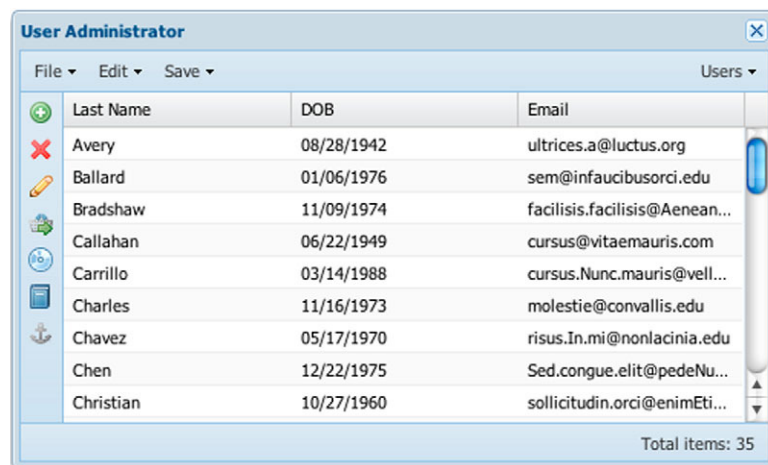 User Administrator
File Edit Save Users
Last Name DOB Email
Avery 08/28/1942 ultrices.a@luctus.org
Ballard 01/06/1976 sem@infaucibusorci.edu
Bradshaw 11/09/1974 facilisis.facilisis@Aenean...
Callahan 06/22/1949 cursus@vitaemauris.com
Carrillo 03/14/1988 cursus.Nunc.mauris@vell...
Charles 11/16/1973 molestie@convallis.edu
Chavez 05/17/1970 risus.In.mi@nonlacinia.edu
Chen 12/22/1975 Sed.congue.elit@pedeNu...
Christian 10/27/1960 sollicitudin.orci@enimEti...
Total items: 35